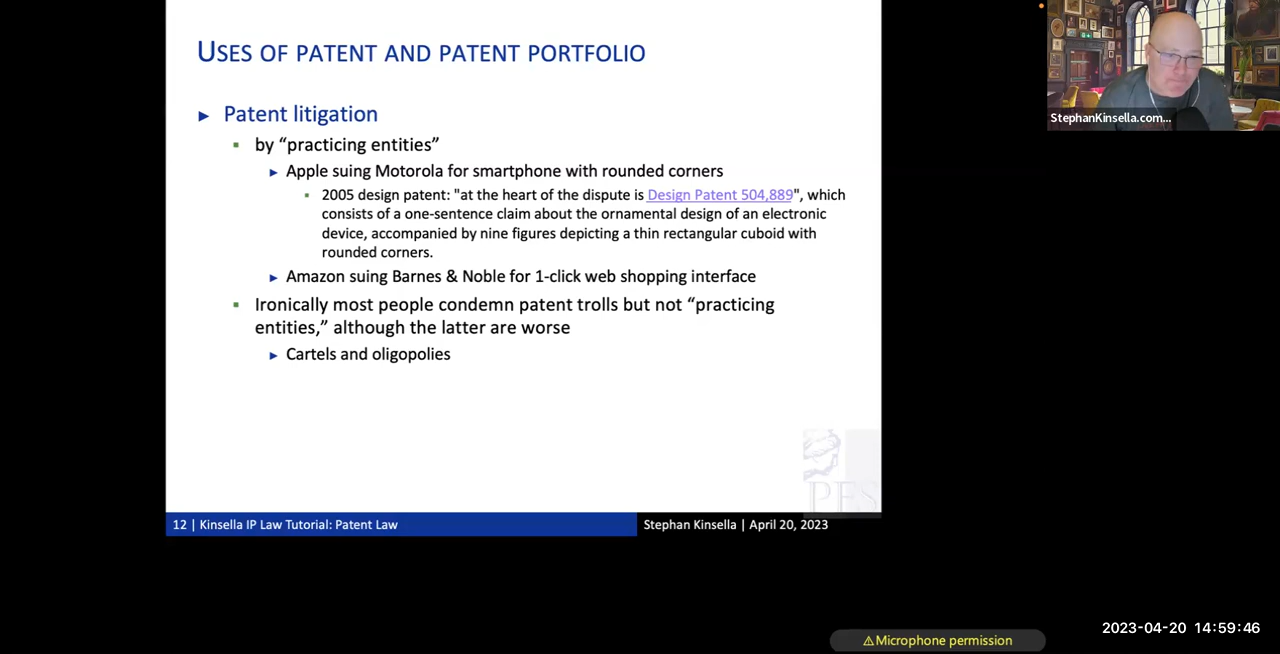 USES OF PATENT AND PATENT PORTFOLIO
StephanKinsella.com...
► Patent litigation
▪ by “practicing entities”
► Apple suing Motorola for smartphone with rounded corners
▪ 2005 design patent: "at the heart of the dispute is Design Patent 504,889", which
consists of a one-sentence claim about the ornamental design of an electronic
device, accompanied by nine figures depicting a thin rectangular cuboid with
rounded corners.
► Amazon suing Barnes & Noble for 1-click web shopping interface
▪ Ironically most people condemn patent trolls but not “practicing
entities,” although the latter are worse
► Cartels and oligopolies
PFS
12 | Kinsella IP Law Tutorial: Patent Law
Stephan Kinsella | April 20, 2023
2023-04-20 14:59:46
⚠Microphone permission